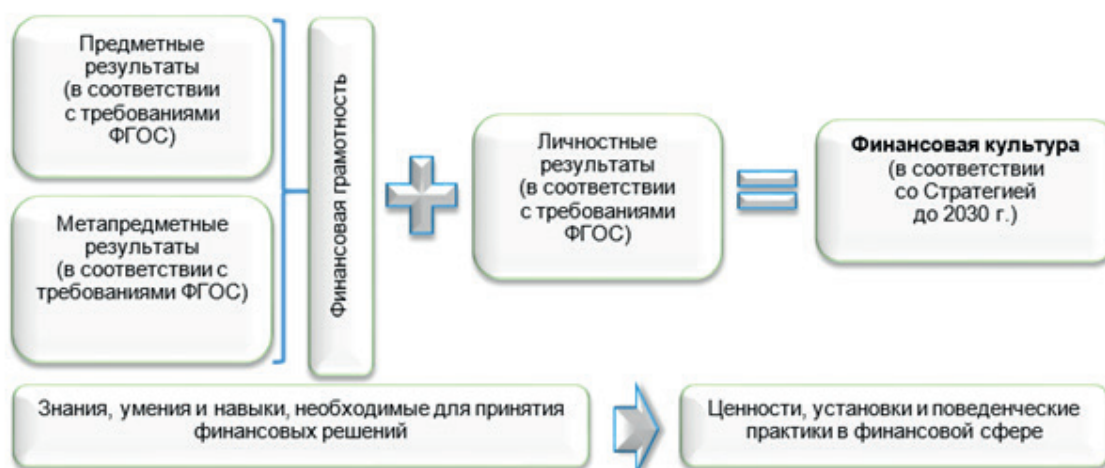 Предметные
результаты
(в соответствии
с требованиями
ФГОС)
Метапредметные
результаты
(в соответствии с
требованиями ФГОС)
Финансовая грамотность
Личностные
результаты
(в соответствии
с требованиями
ФГОС)
Финансовая культура
(в соответствии
со Стратегией
до 2030 г.)
Знания, умения и навыки, необходимые для принятия
финансовых решений
Ценности, установки и поведенческие
практики в финансовой сфере